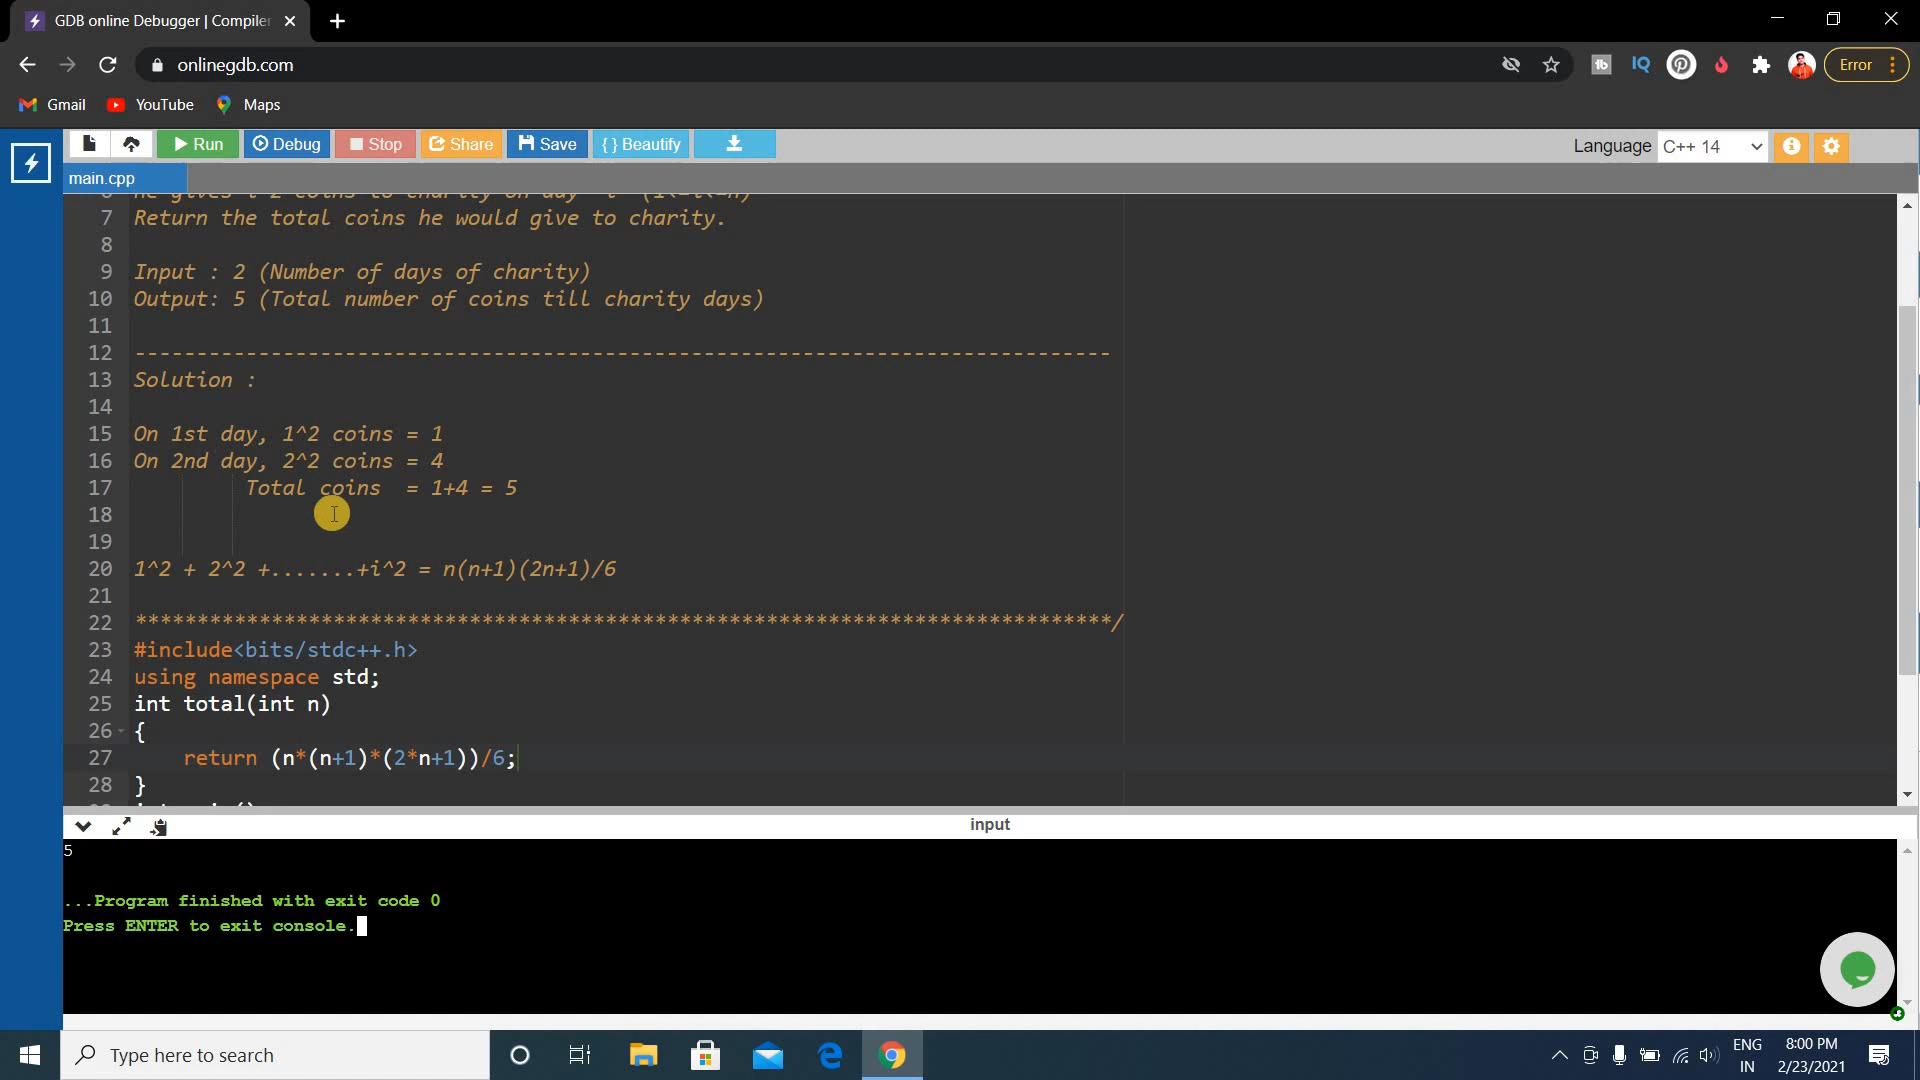 GDB online Debugger | Compiler
onlinegdb.com
Error
Gmail YouTube Maps
Run Debug Stop Share Save { } Beautify
Language C++ 14
main.cpp
7 Return the total coins he would give to charity.
8
9 Input : 2 (Number of days of charity)
10 Output: 5 (Total number of coins till charity days)
11
12 -------------------------------------------------------------------------------
13 Solution :
14
15 On 1st day, 1^2 coins = 1
16 On 2nd day, 2^2 coins = 4
17 Total coins = 1+4 = 5
18
19
20 1^2 + 2^2 +.......+i^2 = n(n+1)(2n+1)/6
21
22 *******************************************************************************/
23 #include<bits/stdc++.h>
24 using namespace std;
25 int total(int n)
26 {
27 return (n*(n+1)*(2*n+1))/6;
28 }
input
5
...Program finished with exit code 0
Press ENTER to exit console.
Type here to search
ENG
IN
8:00 PM
2/23/2021